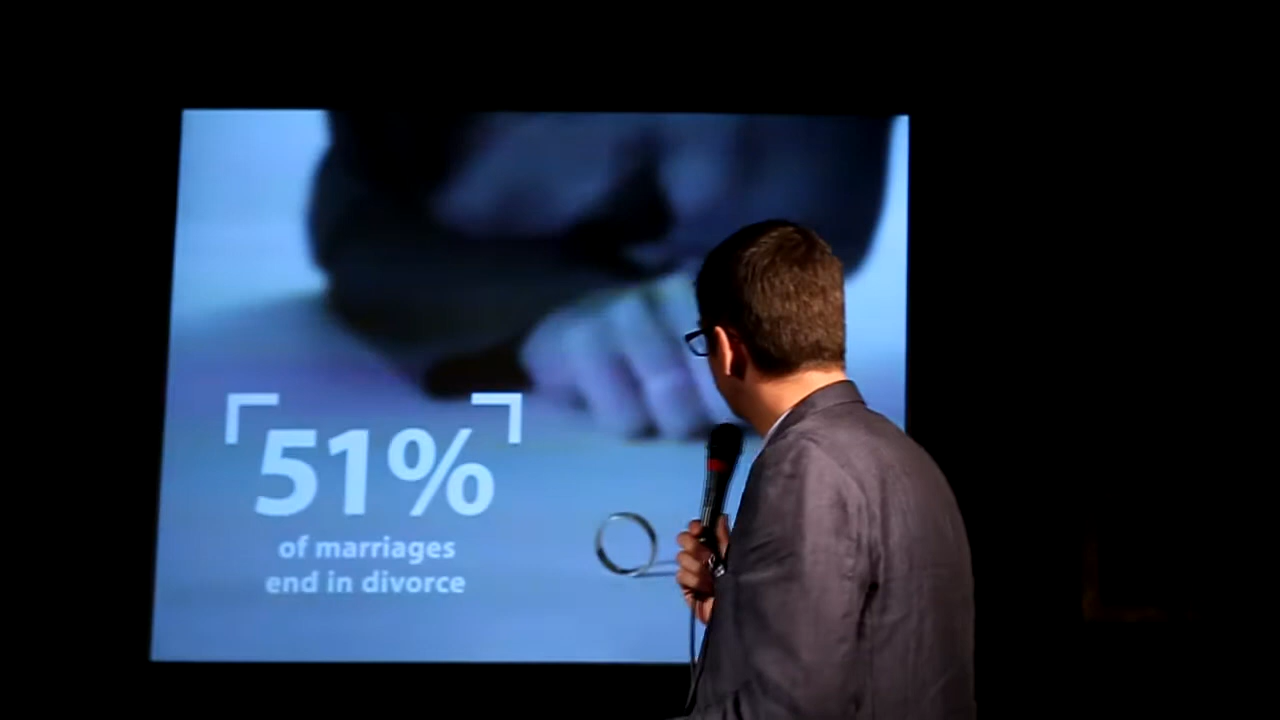 51%
of marriages
end in divorce